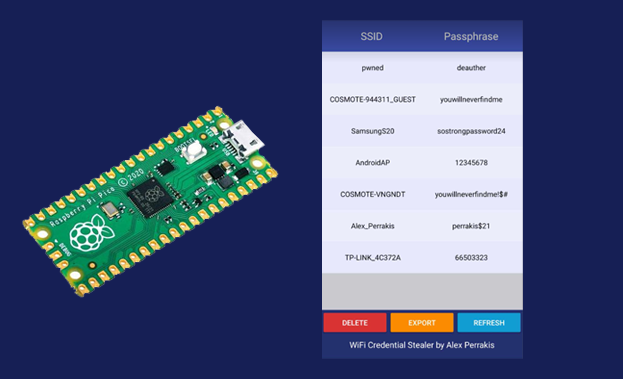 Raspberry Pi Pico © 2020
BOOTSEL
DEBUG
SSID Passphrase
pwned deauther
COSMOTE-944311_GUEST youwillneverfindme
SamsungS20 sostrongpassword24
AndroidAP 12345678
COSMOTE-VNGNDT youwillneverfindme!$#
Alex_Perrakis perrakis$21
TP-LINK_4C372A 66503323
DELETE EXPORT REFRESH
WiFi Credential Stealer by Alex Perrakis